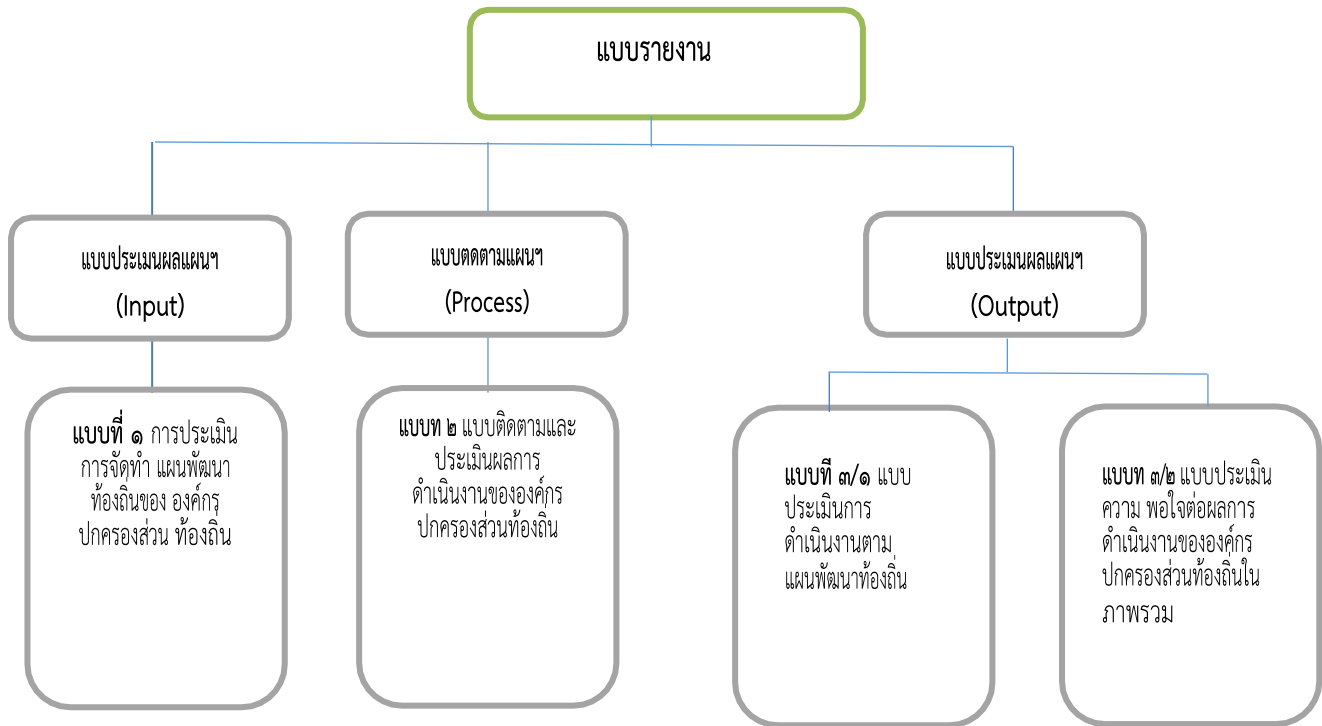 แบบรายงาน
แบบประเมนผลแผนฯ
(Input)
แบบตดตามแผนฯ
(Process)
แบบประเมนผลแผนฯ
(Output)
แบบที่ ๑ การประเมิน
การจัดทำ แผนพัฒนา
ท้องถิ่นของ องค์กร
ปกครองส่วน ท้องถิ่น
แบบท ๒ แบบติดตามและ
ประเมินผลการ
ดำเนินงานขององค์กร
ปกครองส่วนท้องถิ่น
แบบที ๓/๑ แบบ
ประเมินการ
ดำเนินงานตาม
แผนพัฒนาท้องถิ่น
แบบท ๓/๒ แบบประเมิน
ความ พอใจต่อผลการ
ดำเนินงานขององค์กร
ปกครองส่วนท้องถิ่นใน
ภาพรวม